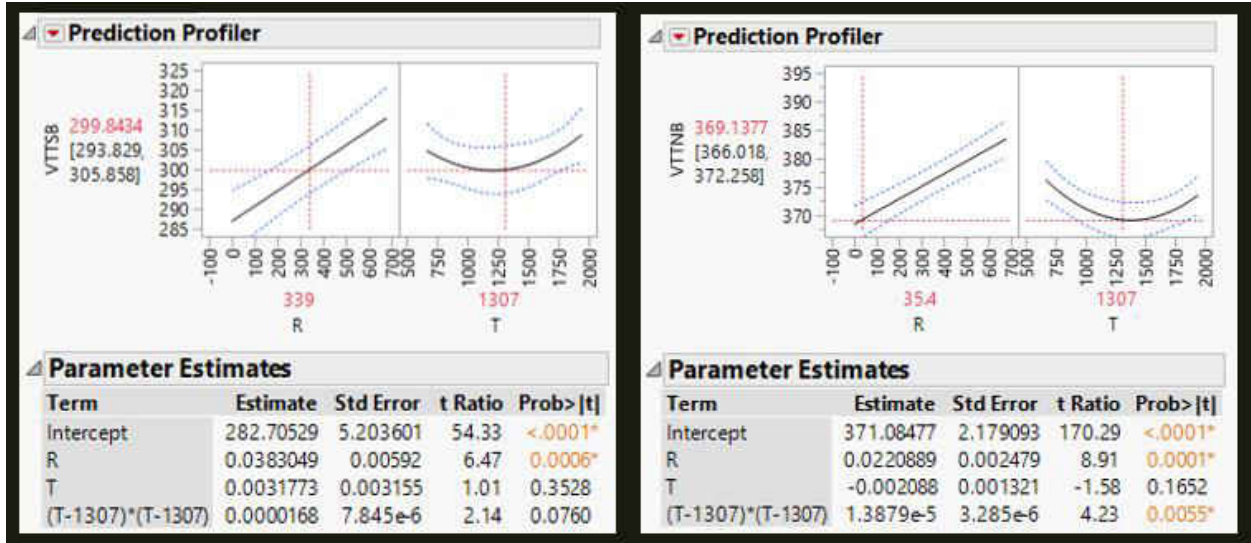 Prediction Profiler
325
320
315
310
305
300
295
290
285
VTTSB
299.8434
[293.829,
305.858]
-100
0
100
200
300
400
500
600
700
500
750
1000
1250
1500
1750
2000
339
1307
R
T
Parameter Estimates
Term Estimate Std Error t Ratio Prob>|t|
Intercept 282.70529 5.203601 54.33 <.0001*
R 0.0383049 0.00592 6.47 0.0006*
T 0.0031773 0.003155 1.01 0.3528
(T-1307)*(T-1307) 0.0000168 7.845e-6 2.14 0.0760
Prediction Profiler
395
390
385
380
375
370
VTTNB
369.1377
[366.018,
372.258]
-100
0
100
200
300
400
500
600
700
500
750
1000
1250
1500
1750
2000
35.4
1307
R
T
Parameter Estimates
Term Estimate Std Error t Ratio Prob>|t|
Intercept 371.08477 2.179093 170.29 <.0001*
R 0.0220889 0.002479 8.91 0.0001*
T -0.002088 0.001321 -1.58 0.1652
(T-1307)*(T-1307) 1.3879e-5 3.285e-6 4.23 0.0055*